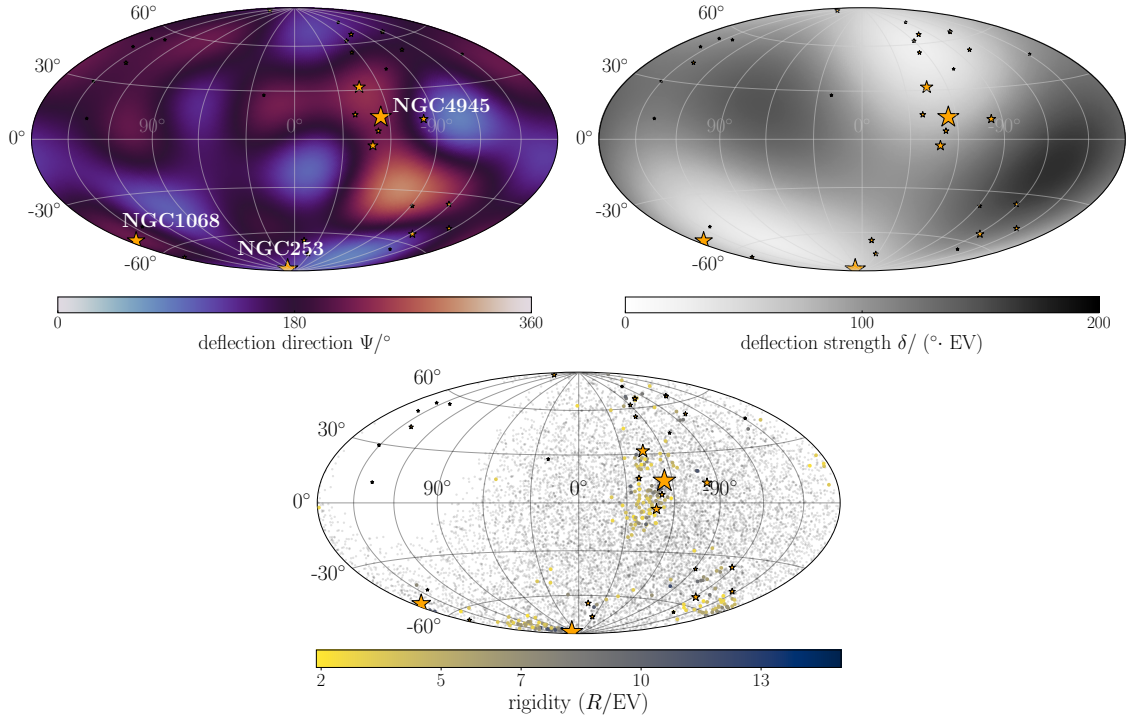 60°
30°
0°
-30°
-60°
90°
0°
-90°
NGC4945
NGC1068
NGC253
0 180 360
deflection direction Ψ/°
60°
30°
0°
-30°
-60°
90°
0°
-90°
0 100 200
deflection strength δ/ (°· EV)
60°
30°
0°
-30°
-60°
90°
0°
-90°
2 5 7 10 13
rigidity (R/EV)